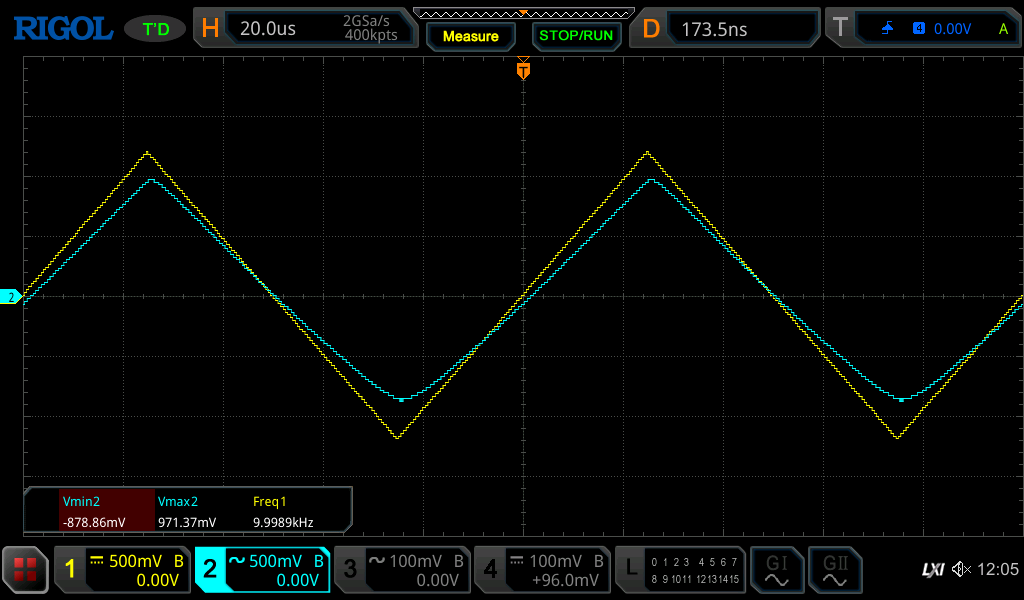 RIGOL T'D H 20.0us 2GSa/s 400kpts Measure STOP/RUN D 173.5ns T 4 0.00V A
T
2
Vmin2 Vmax2 Freq1
-878.86mV 971.37mV 9.9989kHz
1 500mV B 0.00V
2 500mV B 0.00V
3 100mV B 0.00V
4 100mV B +96.0mV
L 0 1 2 3 4 5 6 7
8 9 10 11 12 13 14 15
GI
GII
LXI 12:05